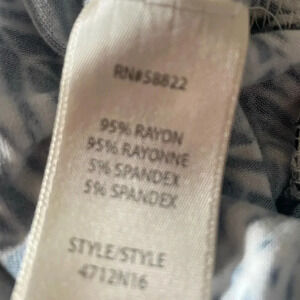 RN#58822
95% RAYON
95% RAYONNE
5% SPANDEX
5% SPANDEX
STYLE/STYLE
4712N16